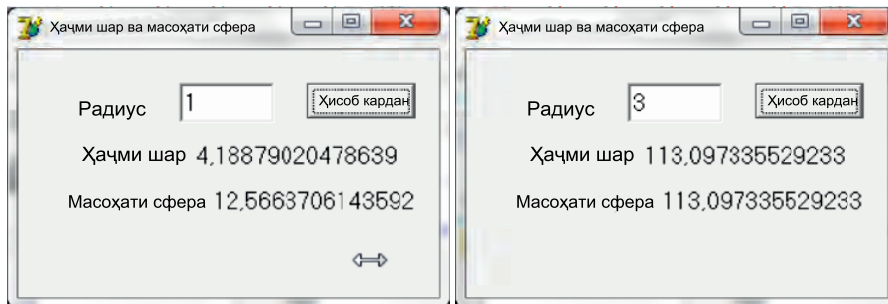 Ҳаҷми шар ва масоҳати сфера
Радиус 1 Ҳисоб кардан
Ҳаҷми шар 4,18879020478639
Масоҳати сфера 12,5663706143592
Ҳаҷми шар ва масоҳати сфера
Радиус 3 Ҳисоб кардан
Ҳаҷми шар 113,097335529233
Масоҳати сфера 113,097335529233